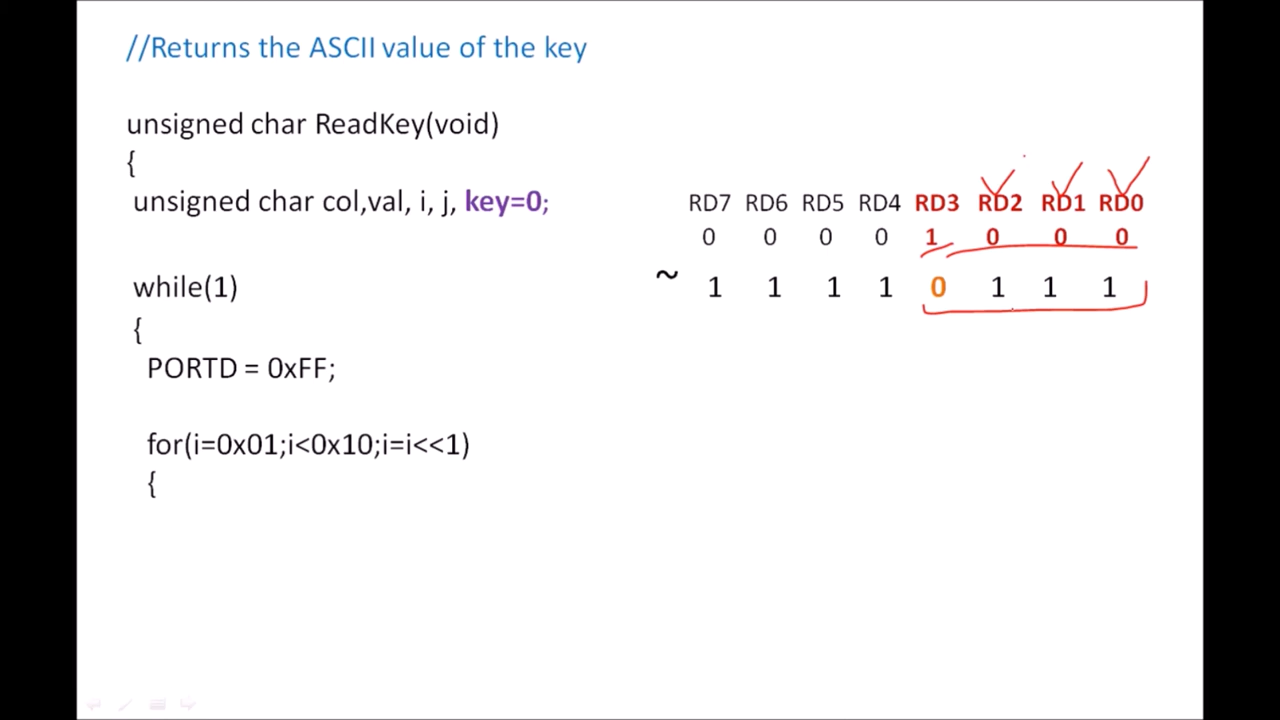 //Returns the ASCII value of the key
unsigned char ReadKey(void)
{
unsigned char col,val, i, j, key=0;
while(1)
{
PORTD = 0xFF;
for(i=0x01;i<0x10;i=i<<1)
{
RD7 RD6 RD5 RD4 RD3 RD2 RD1 RD0
0 0 0 0 1 0 0 0
~ 1 1 1 1 0 1 1 1